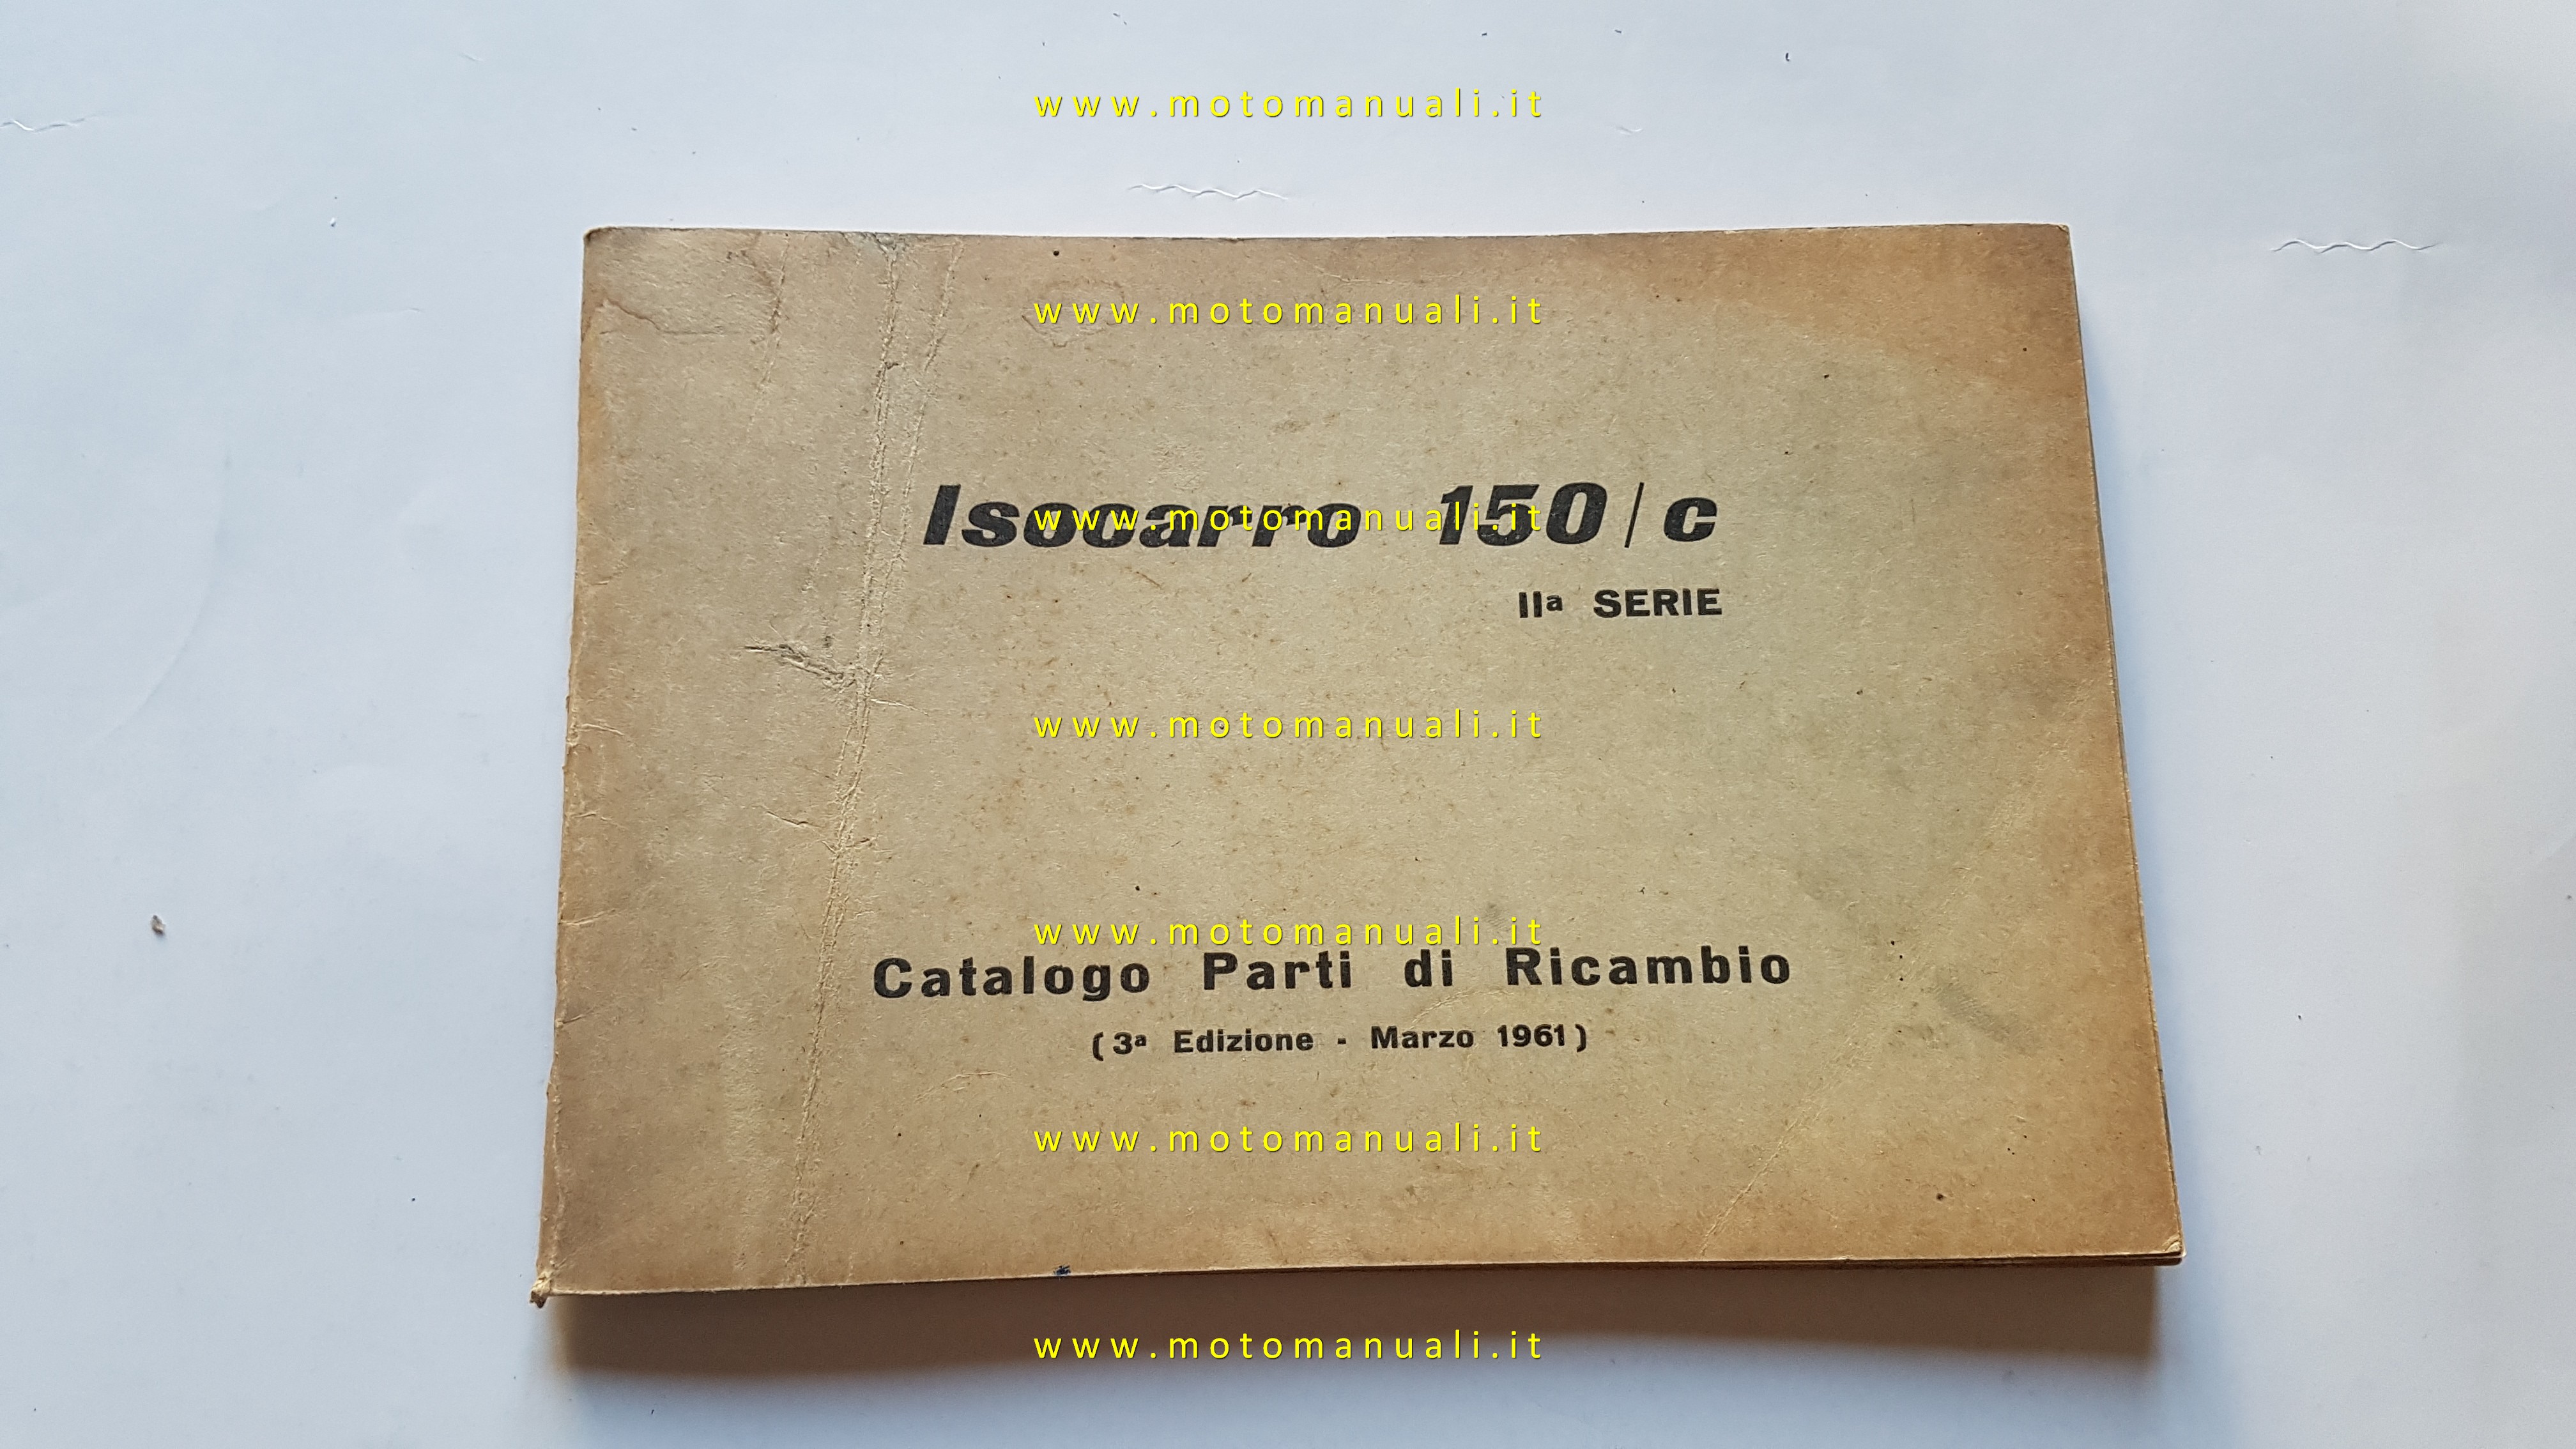 www.motomanuali.it
www.motomanuali.it
Isocarro 150/c
www.motomanuali.it
IIª SERIE
www.motomanuali.it
www.motomanuali.it
Catalogo Parti di Ricambio
(3ª Edizione - Marzo 1961)
www.motomanuali.it
www.motomanuali.it